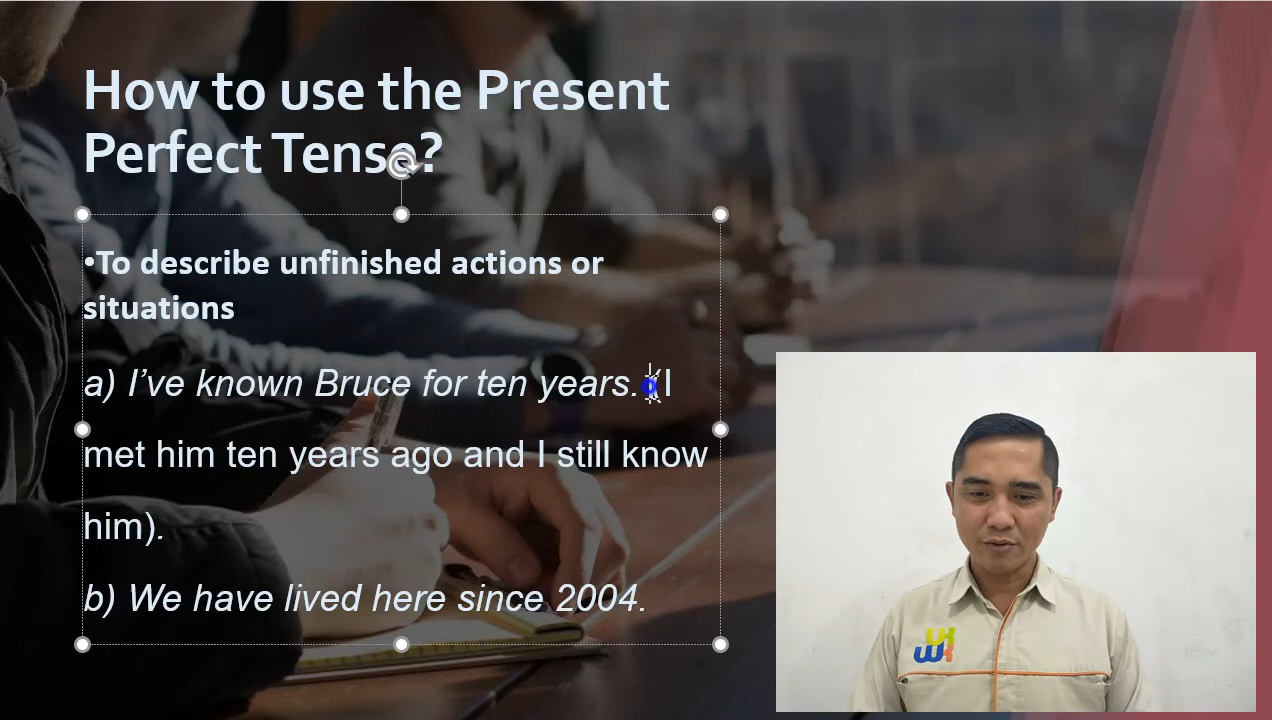 How to use the Present
Perfect Tense?
•To describe unfinished actions or
situations
a) I’ve known Bruce for ten years. I
met him ten years ago and I still know
him).
b) We have lived here since 2004.